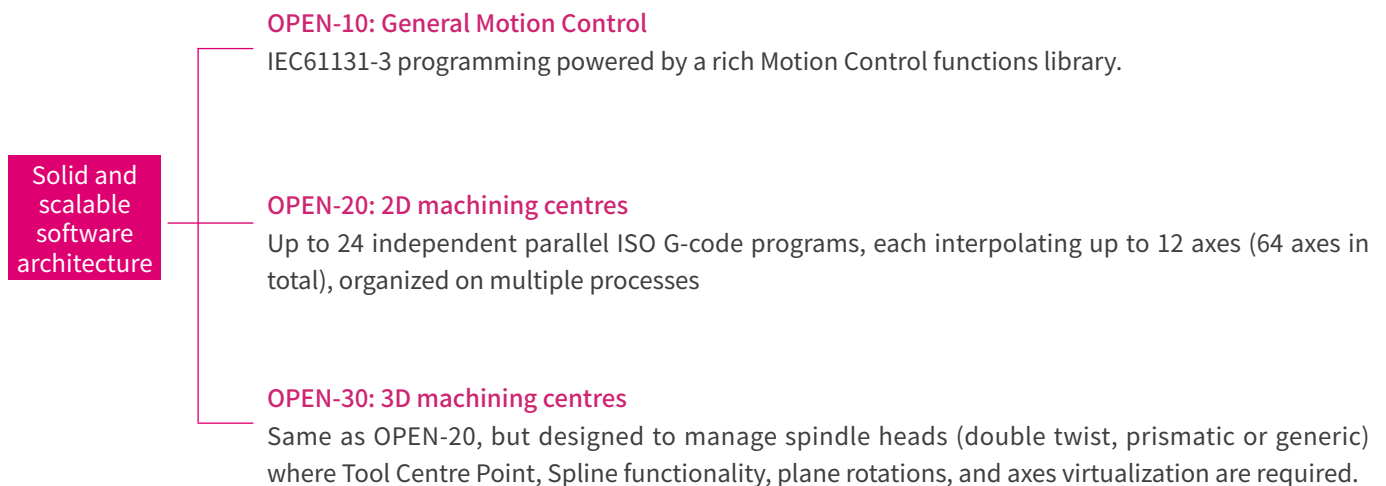 OPEN-10: General Motion Control
IEC61131-3 programming powered by a rich Motion Control functions library.
Solid and
scalable
software
architecture
OPEN-20: 2D machining centres
Up to 24 independent parallel ISO G-code programs, each interpolating up to 12 axes (64 axes in
total), organized on multiple processes
OPEN-30: 3D machining centres
Same as OPEN-20, but designed to manage spindle heads (double twist, prismatic or generic)
where Tool Centre Point, Spline functionality, plane rotations, and axes virtualization are required.